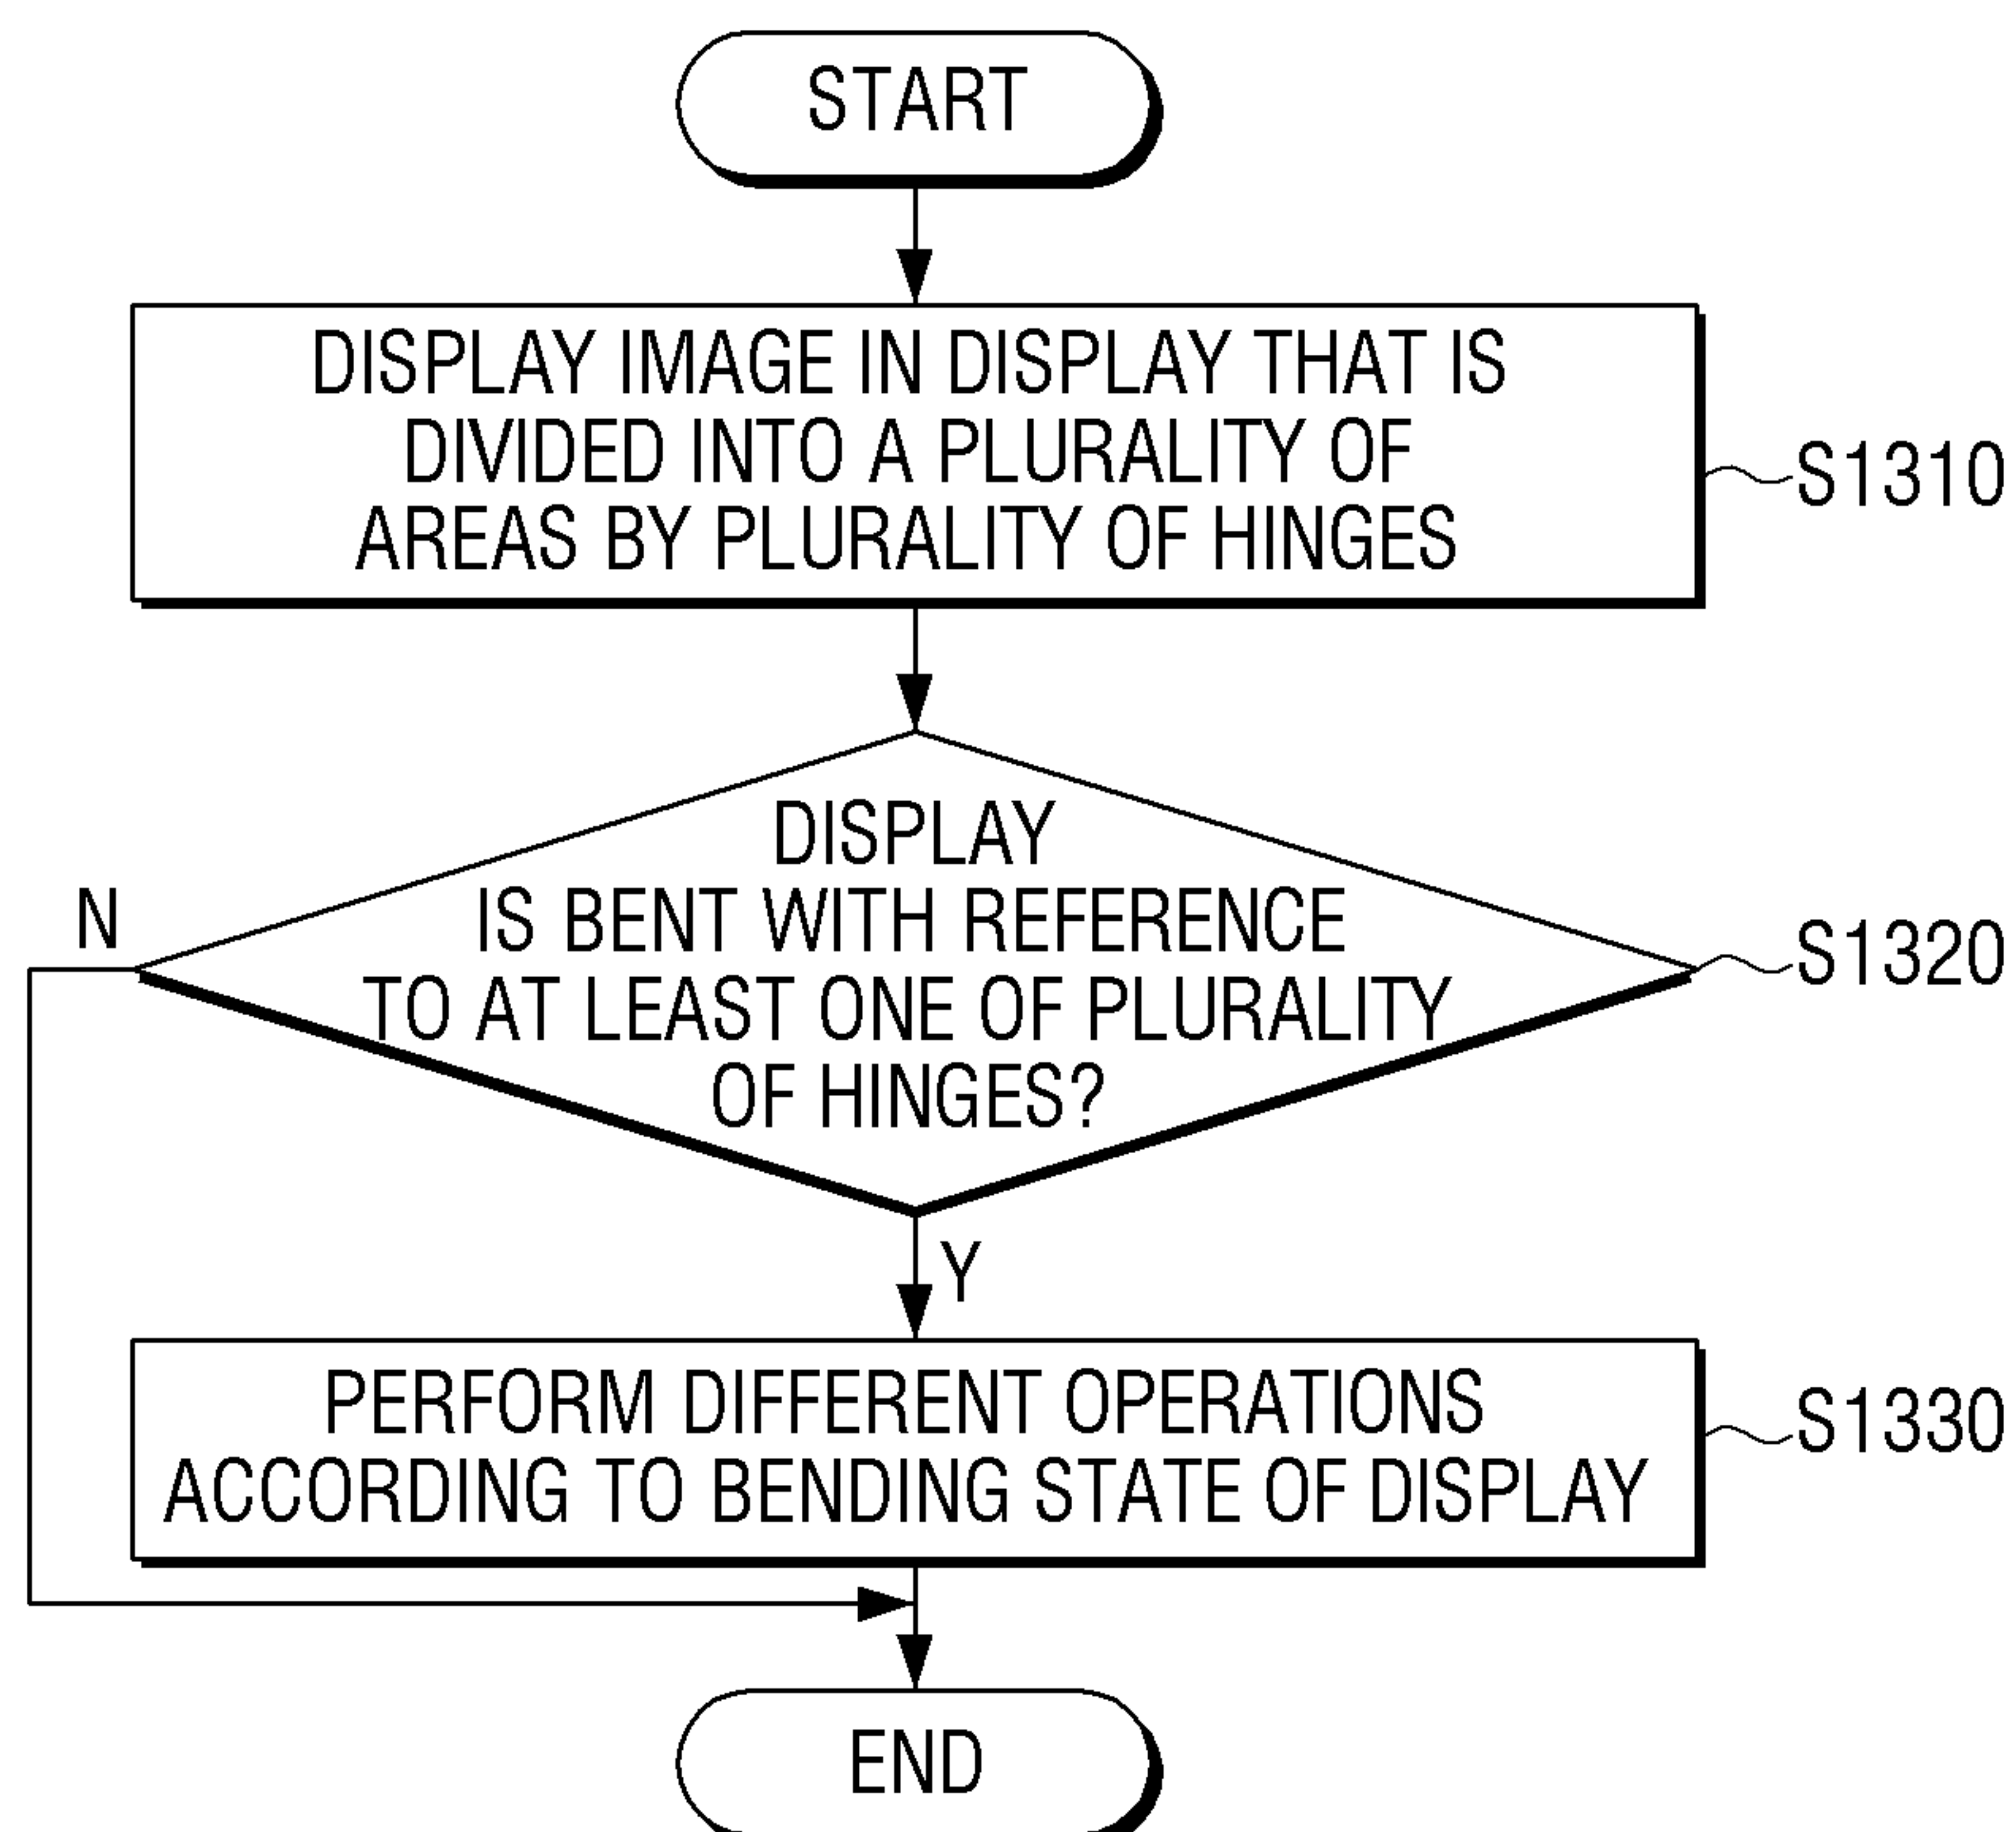 START
DISPLAY IMAGE IN DISPLAY THAT IS
DIVIDED INTO A PLURALITY OF
AREAS BY PLURALITY OF HINGES
S1310
DISPLAY
IS BENT WITH REFERENCE
TO AT LEAST ONE OF PLURALITY
OF HINGES?
N
S1320
Y
PERFORM DIFFERENT OPERATIONS
ACCORDING TO BENDING STATE OF DISPLAY
S1330
END